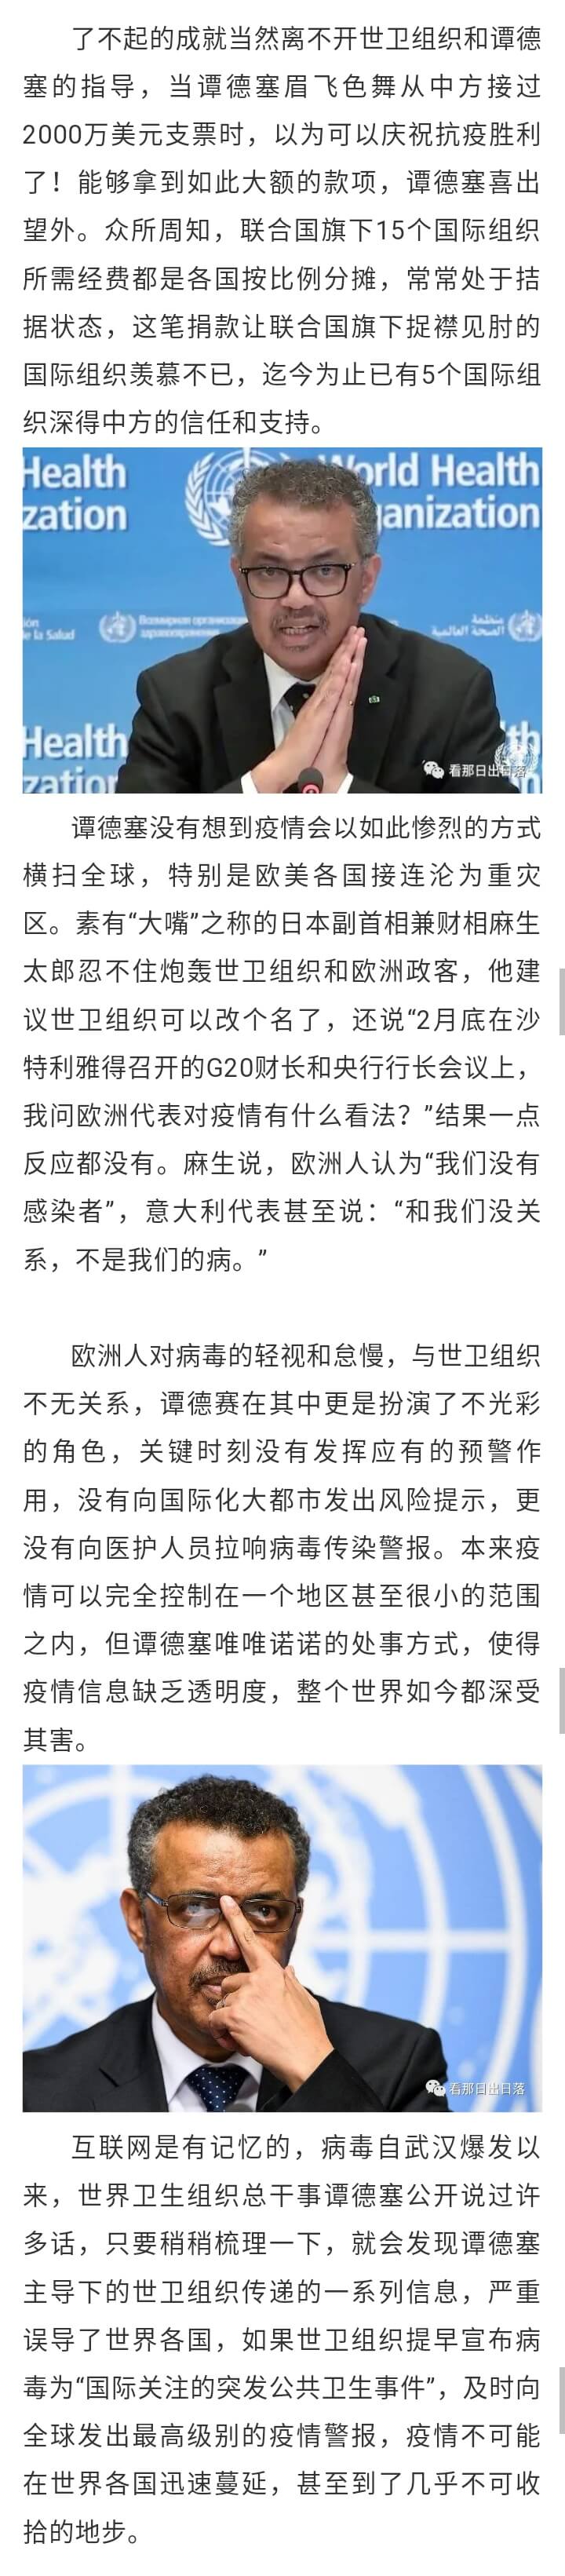 了不起的成就当然离不开世卫组织和谭德
塞的指导，当谭德塞眉飞色舞从中方接过
2000万美元支票时，以为可以庆祝抗疫胜利
了！能够拿到如此大额的款项，谭德塞喜出
望外。众所周知，联合国旗下15个国际组织
所需经费都是各国按比例分摊，常常处于拮
据状态，这笔捐款让联合国旗下捉襟见肘的
国际组织羡慕不已，迄今为止已有5个国际组
织深得中方的信任和支持。
Health
zation
World Health
ganization
ión
e la Salud
Всемирная организация
здравоохранения
منظمة
الصحة العالمية
Health
zation
lth
n
看那日出日落
谭德塞没有想到疫情会以如此惨烈的方式
横扫全球，特别是欧美各国接连沦为重灾
区。素有“大嘴”之称的日本副首相兼财相麻生
太郎忍不住炮轰世卫组织和欧洲政客，他建
议世卫组织可以改个名了，还说“2月底在沙
特利雅得召开的G20财长和央行行长会议上，
我问欧洲代表对疫情有什么看法？”结果一点
反应都没有。麻生说，欧洲人认为“我们没有
感染者”，意大利代表甚至说：“和我们没关
系，不是我们的病。”
欧洲人对病毒的轻视和怠慢，与世卫组织
不无关系，谭德赛在其中更是扮演了不光彩
的角色，关键时刻没有发挥应有的预警作
用，没有向国际化大都市发出风险提示，更
没有向医护人员拉响病毒传染警报。本来疫
情可以完全控制在一个地区甚至很小的范围
之内，但谭德塞唯唯诺诺的处事方式，使得
疫情信息缺乏透明度，整个世界如今都深受
其害。
看那日出日落
互联网是有记忆的，病毒自武汉爆发以
来，世界卫生组织总干事谭德塞公开说过许
多话，只要稍稍梳理一下，就会发现谭德塞
主导下的世卫组织传递的一系列信息，严重
误导了世界各国，如果世卫组织提早宣布病
毒为“国际关注的突发公共卫生事件”，及时向
全球发出最高级别的疫情警报，疫情不可能
在世界各国迅速蔓延，甚至到了几乎不可收
拾的地步。